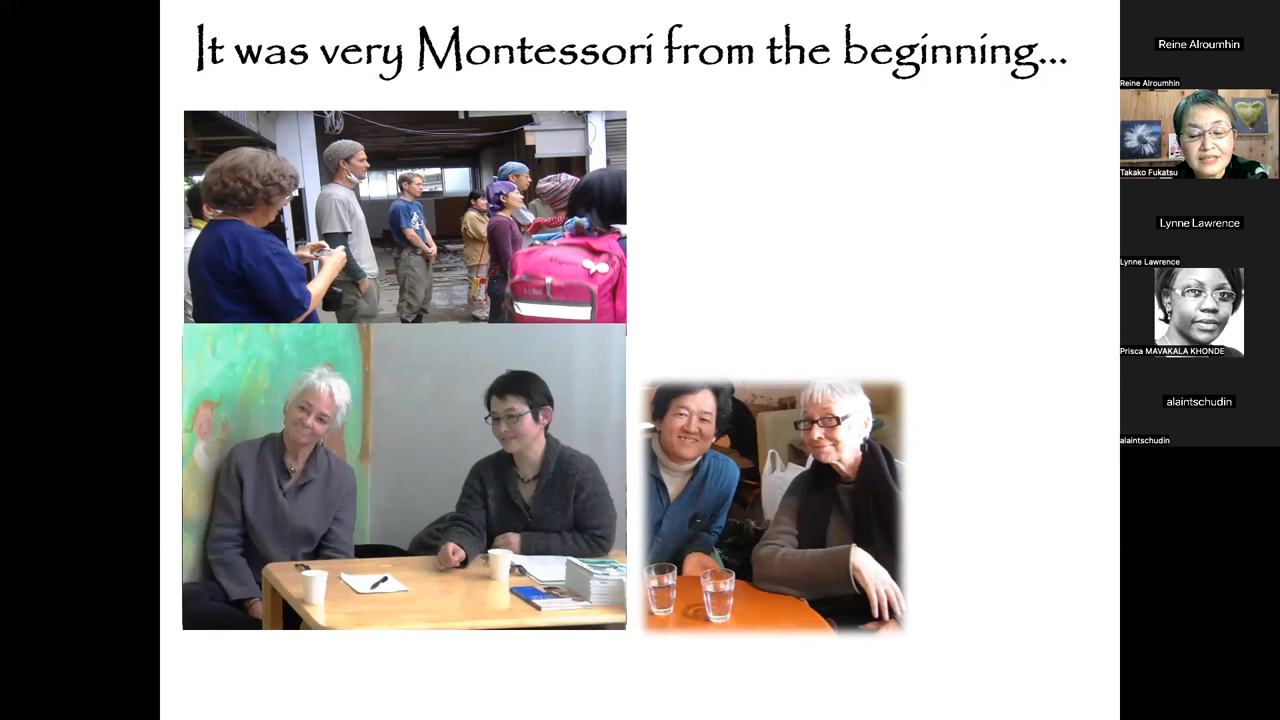 It was very Montessori from the beginning...
Reine Alroumhin
Reine Alroumhin
Takako Fukatsu
Lynne Lawrence
Lynne Lawrence
Prisca MAVAKALA KHONDE
alaintschudin
alaintschudin